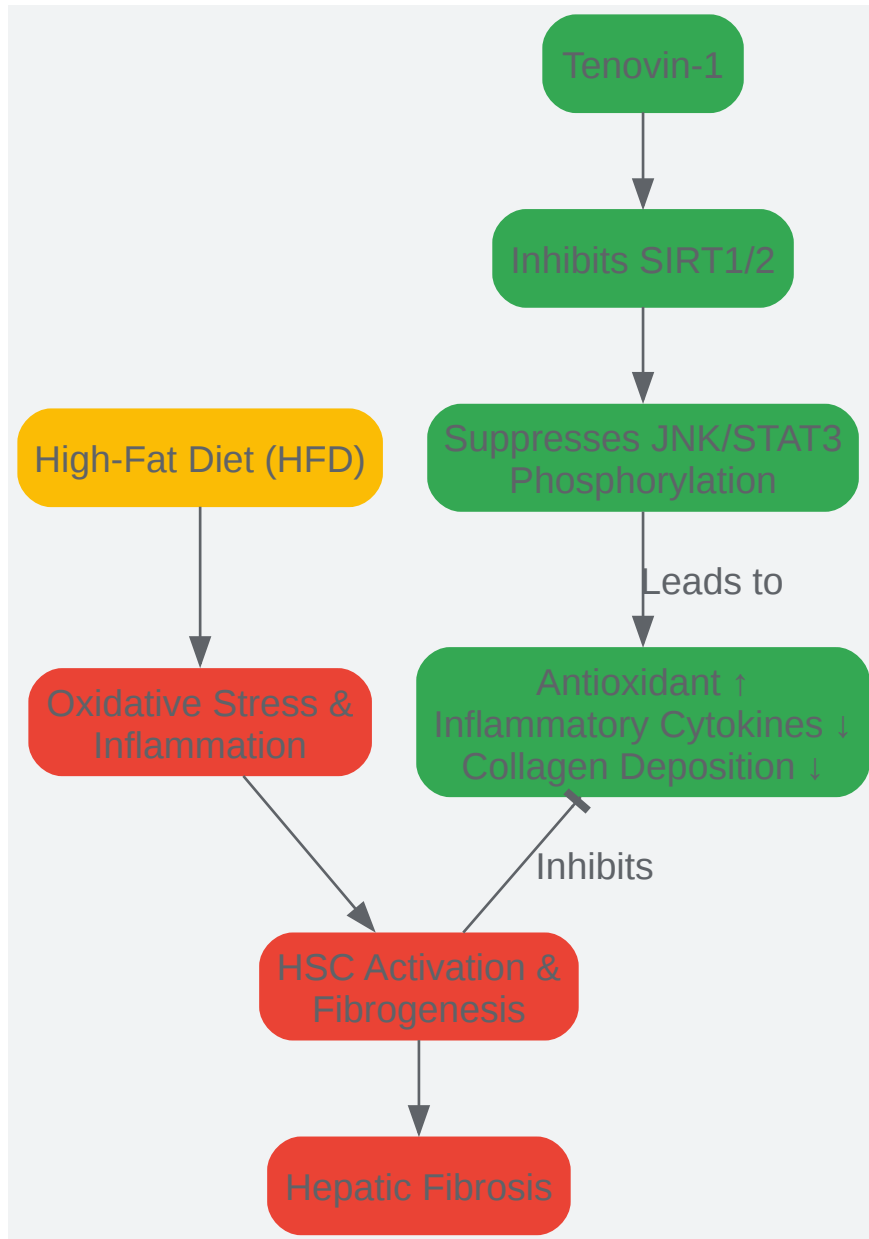 Tenovin-1
Inhibits SIRT1/2
Suppresses JNK/STAT3
Phosphorylation
High-Fat Diet (HFD)
Leads to
Oxidative Stress &
Inflammation
Antioxidant ↑
Inflammatory Cytokines ↓
Collagen Deposition ↓
Inhibits
HSC Activation &
Fibrogenesis
Hepatic Fibrosis